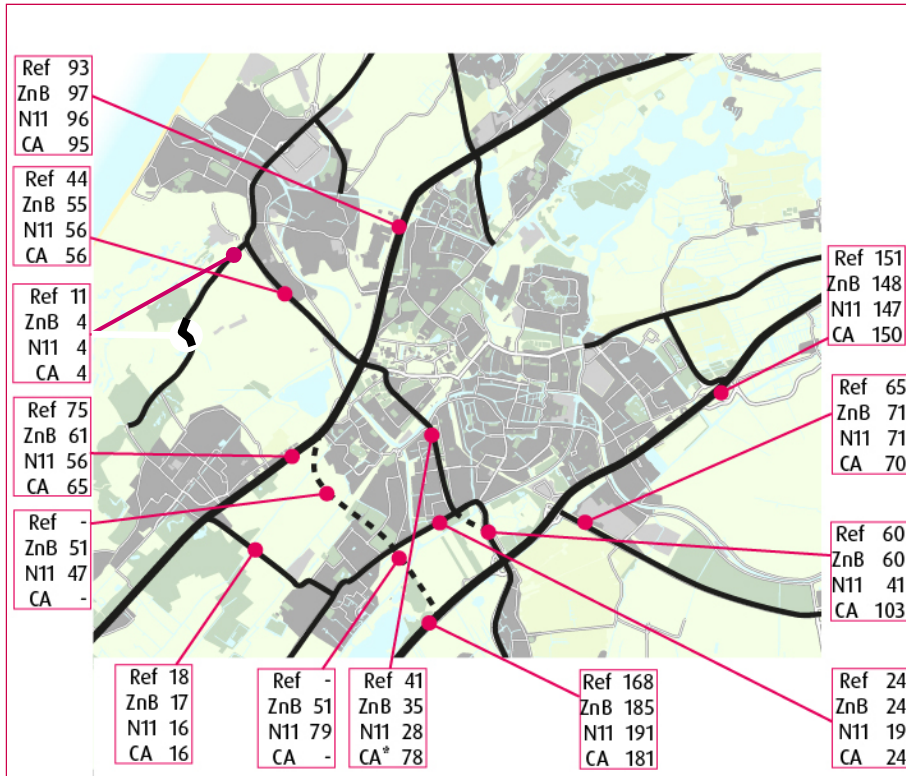 Ref 93
ZnB 97
N11 96
CA 95
Ref 44
ZnB 55
N11 56
CA 56
Ref 11
ZnB 4
N11 4
CA 4
Ref 75
ZnB 61
N11 56
CA 65
Ref -
ZnB 51
N11 47
CA -
Ref 18
ZnB 17
N11 16
CA 16
Ref -
ZnB 51
N11 79
CA -
Ref 41
ZnB 35
N11 28
CA* 78
Ref 168
ZnB 185
N11 191
CA 181
Ref 151
ZnB 148
N11 147
CA 150
Ref 65
ZnB 71
N11 71
CA 70
Ref 60
ZnB 60
N11 41
CA 103
Ref 24
ZnB 24
N11 19
CA 24